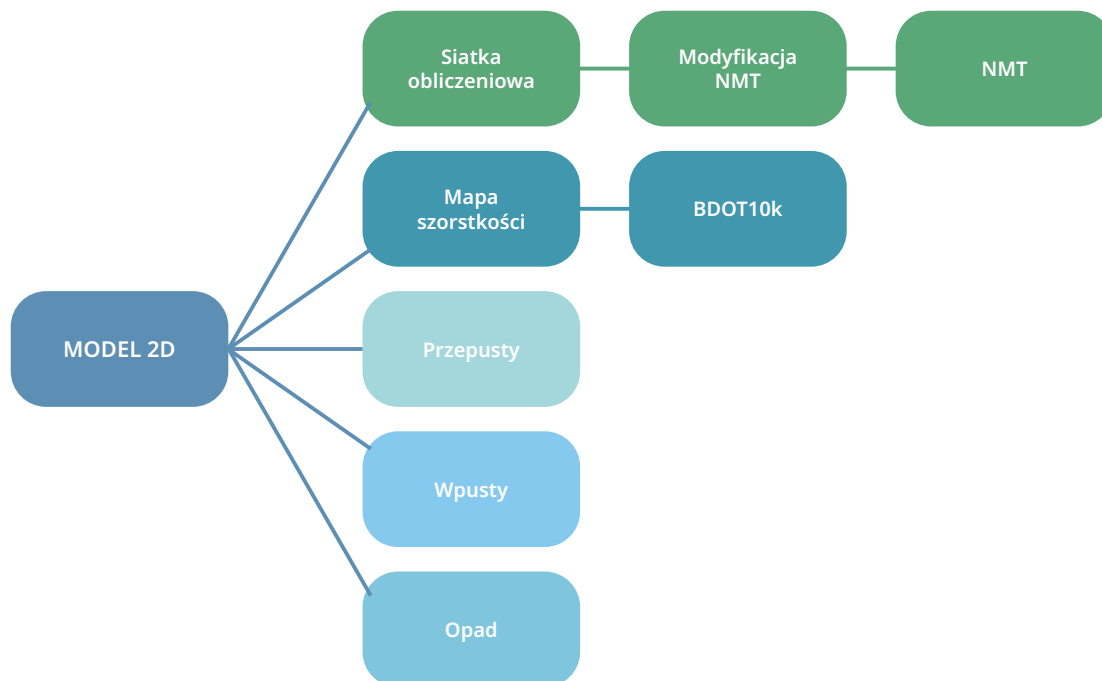 Siatka
obliczeniowa
Modyfikacja
NMT
NMT
Mapa
szorstkości
BDOT10k
MODEL 2D
Przepusty
Wpusty
Opad